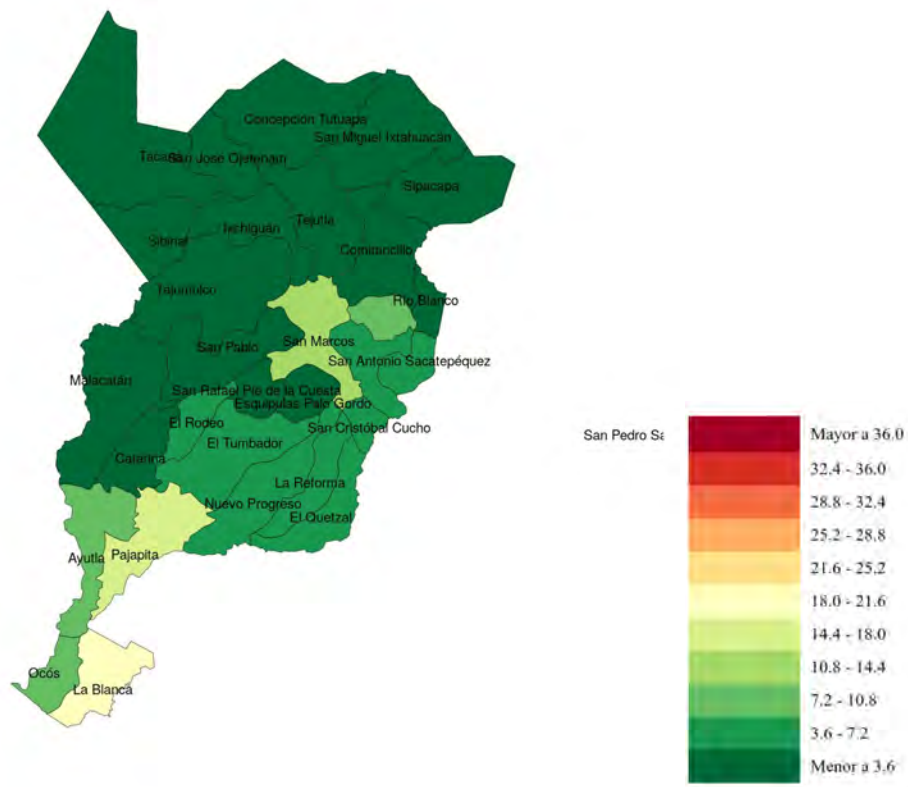 Concepción Tutuapa
San Miguel Ixtahuacán
Tacaná
San Jose Ojetenam
Sipacapa
Tejutla
Ixchiguán
Sibinal
Comitancillo
Tajumulco
Río Blanco
San Marcos
San Pablo
San Antonio Sacatepéquez
Malacatán
San Rafael Pie de la Cuesta
Esquipulas Palo Gordo
El Rodeo
San Cristóbal Cucho
El Tumbador
Catarina
La Reforma
Nuevo Progreso
El Quetzal
Ayutla
Pajapita
Ocós
La Blanca
San Pedro Sa
Mayor a 36.0
32.4 - 36.0
28.8 - 32.4
25.2 - 28.8
21.6 - 25.2
18.0 - 21.6
14.4 - 18.0
10.8 - 14.4
7.2 - 10.8
3.6 - 7.2
Menor a 3.6